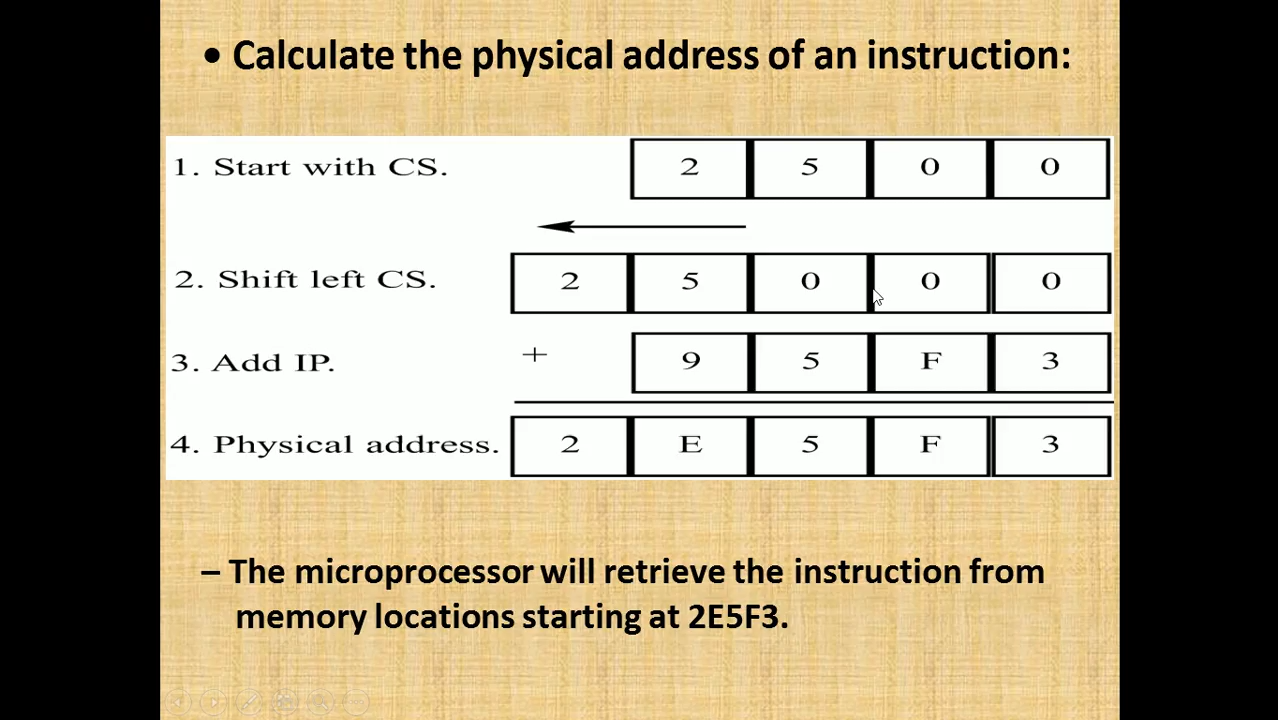 • Calculate the physical address of an instruction:
1. Start with CS. 2 5 0 0
2. Shift left CS. 2 5 0 0 0
3. Add IP. + 9 5 F 3
4. Physical address. 2 E 5 F 3
– The microprocessor will retrieve the instruction from
memory locations starting at 2E5F3.